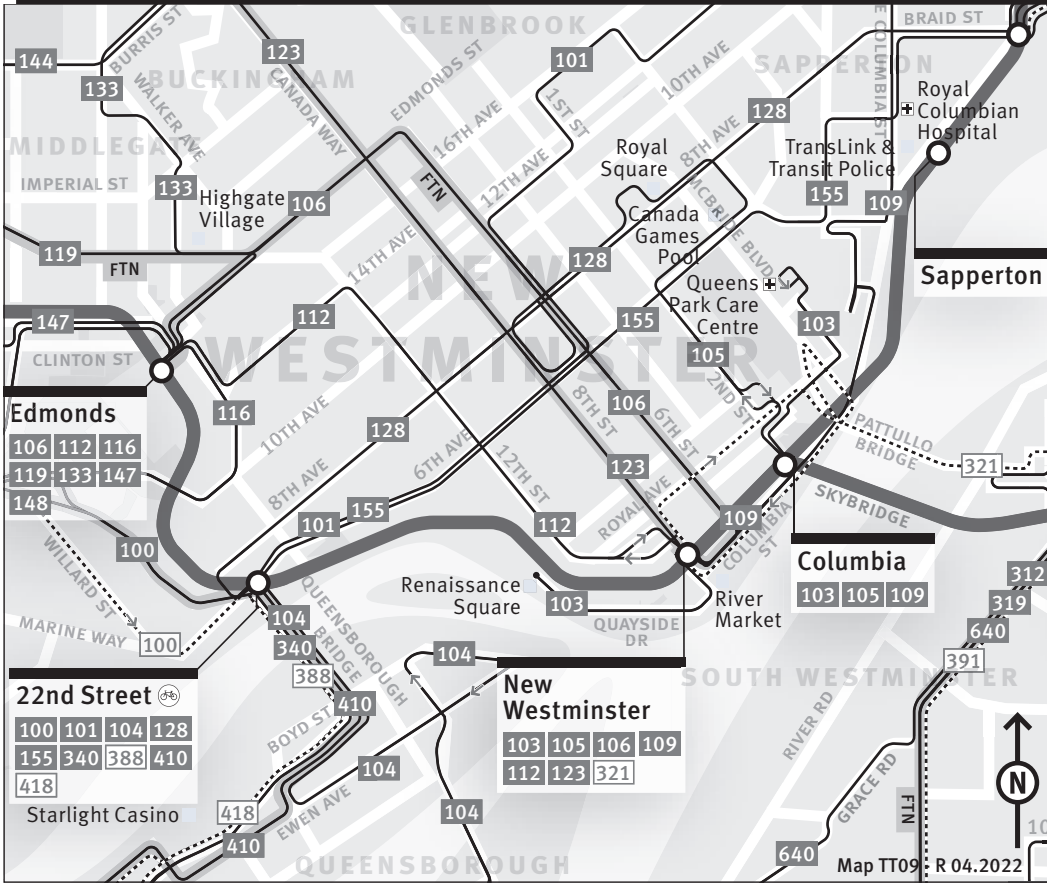 GLENBROOK
BRAID ST
BURRIS ST
123
101
10TH AVE
SAPPERTON
E COLUMBIA ST
144
133
BUCKINGHAM
WALKER AVE
CANADA WAY
EDMONDS ST
16TH AVE
1ST ST
128
Royal
Columbian
Hospital
MIDDLEGATE
IMPERIAL ST
133
Highgate
Village
106
FTN
12TH AVE
Royal
Square
8TH AVE
MCBRIDE BLVD
TransLink &
Transit Police
155
109
119
FTN
14TH AVE
NEW
WESTMINSTER
128
Canada
Games
Pool
Queens
Park Care
Centre
103
Sapperton
147
CLINTON ST
112
155
105
2ND ST
Edmonds
106 112 116
119 133 147
148
116
10TH AVE
128
8TH AVE
6TH AVE
12TH ST
8TH ST
106
6TH ST
123
PATTULLO
BRIDGE
321
SKYBRIDGE
100
WILLARD ST
101
155
112
ROYAL AVE
109
COLUMBIA
ST
Columbia
103 105 109
312
319
640
391
MARINE WAY
100
104
340
388
410
QUEENSBOROUGH
BRIDGE
Renaissance
Square
103
QUAYSIDE
DR
River
Market
22nd Street
100 101 104 128
155 340 388 410
418
BOYD ST
104
New
Westminster
103 105 106 109
112 123 321
SOUTH WESTMINSTER
RIVER RD
Starlight Casino
418
410
EWEN AVE
104
104
QUEENSBOROUGH
GRACE RD
640
FTN
N
10
Map TT09 - R 04.2022